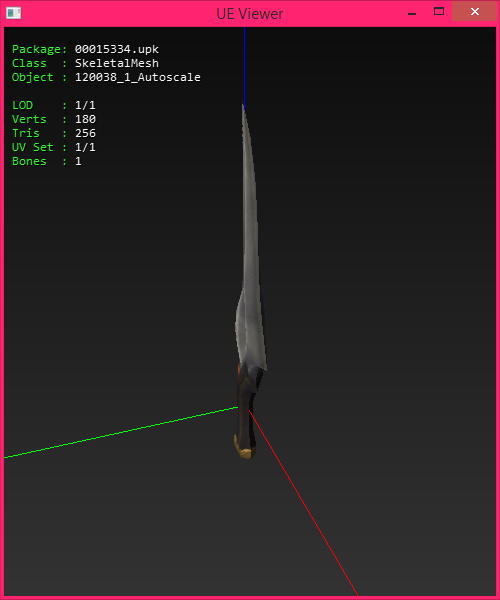 UE Viewer
Package: 00015334.upk
Class  : SkeletalMesh
Object : 120038_1_Autoscale
LOD    : 1/1
Verts  : 180
Tris   : 256
UV Set : 1/1
Bones  : 1